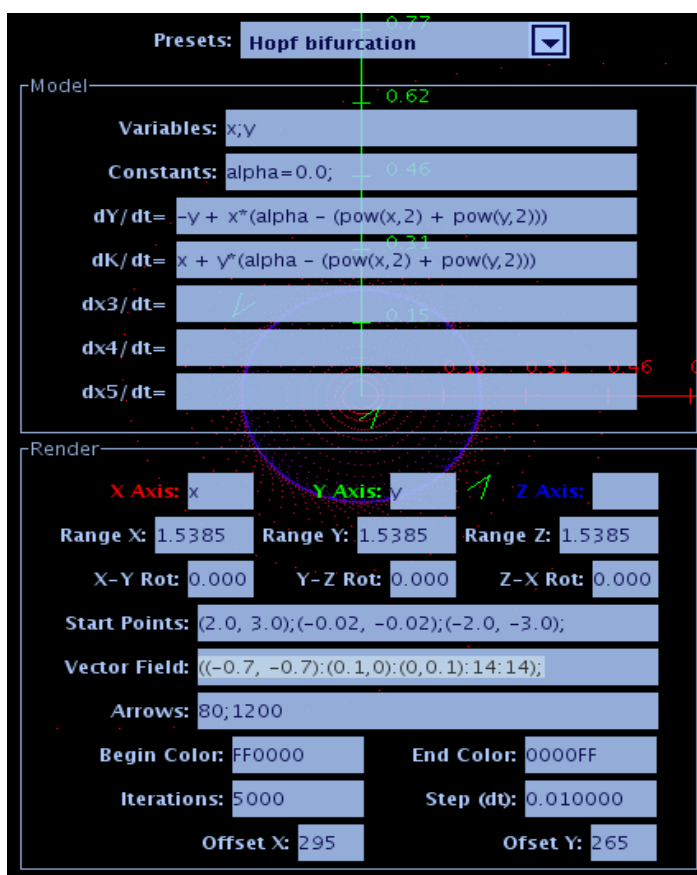 0.77
Presets: Hopf bifurcation
Model
0.62
Variables: x;y
Constants: alpha=0.0;
0.46
dY/dt= -y + x*(alpha - (pow(x,2) + pow(y,2)))
0.31
dK/dt= x + y*(alpha - (pow(x,2) + pow(y,2)))
dx3/dt=
0.15
dx4/dt=
0.15 0.31 0.46
dx5/dt=
Render
X Axis: x Y Axis: y Z Axis:
Range X: 1.5385 Range Y: 1.5385 Range Z: 1.5385
X-Y Rot: 0.000 Y-Z Rot: 0.000 Z-X Rot: 0.000
Start Points: (2.0, 3.0);(-0.02, -0.02);(-2.0, -3.0);
Vector Field: ((-0.7, -0.7):(0.1,0):(0,0.1):14:14);
Arrows: 80;1200
Begin Color: FF0000 End Color: 0000FF
Iterations: 5000 Step (dt): 0.010000
Offset X: 295 Ofset Y: 265